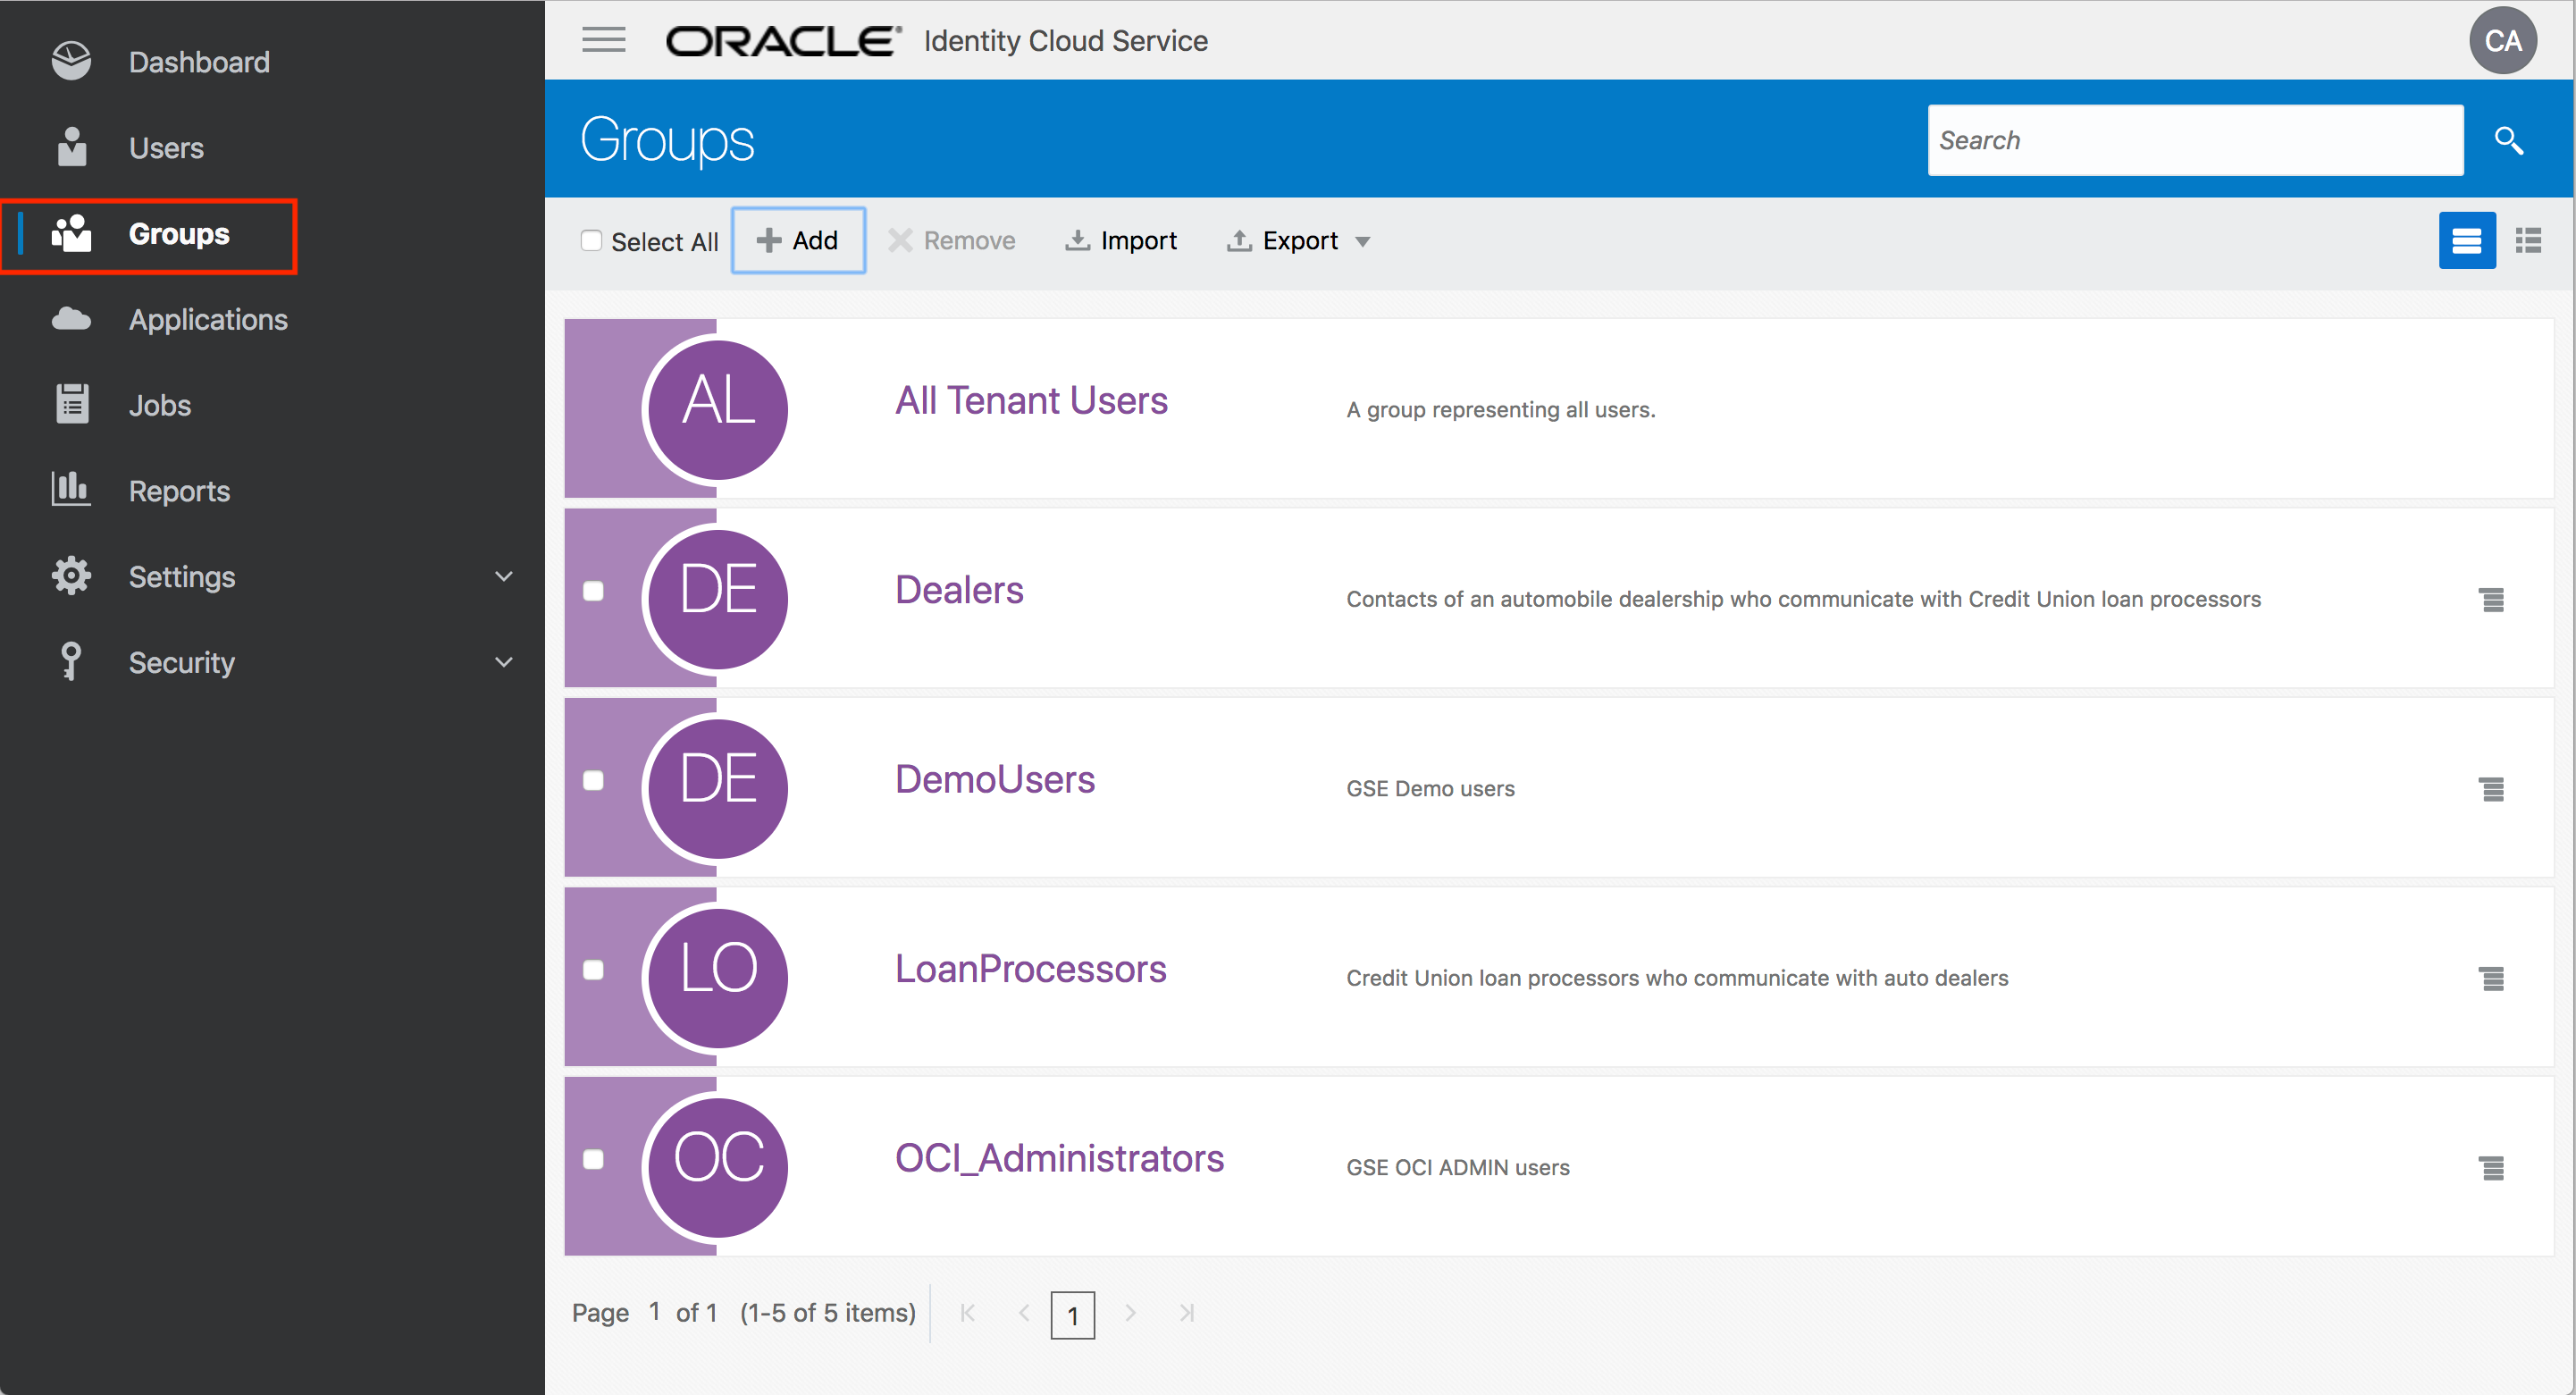 Dashboard
Users
Groups
Applications
Jobs
Reports
Settings
Security
ORACLE® Identity Cloud Service
CA
Groups
Search
Select All Add Remove Import Export
AL All Tenant Users A group representing all users.
DE Dealers Contacts of an automobile dealership who communicate with Credit Union loan processors
DE DemoUsers GSE Demo users
LO LoanProcessors Credit Union loan processors who communicate with auto dealers
OC OCI_Administrators GSE OCI ADMIN users
Page 1 of 1 (1-5 of 5 items) 1